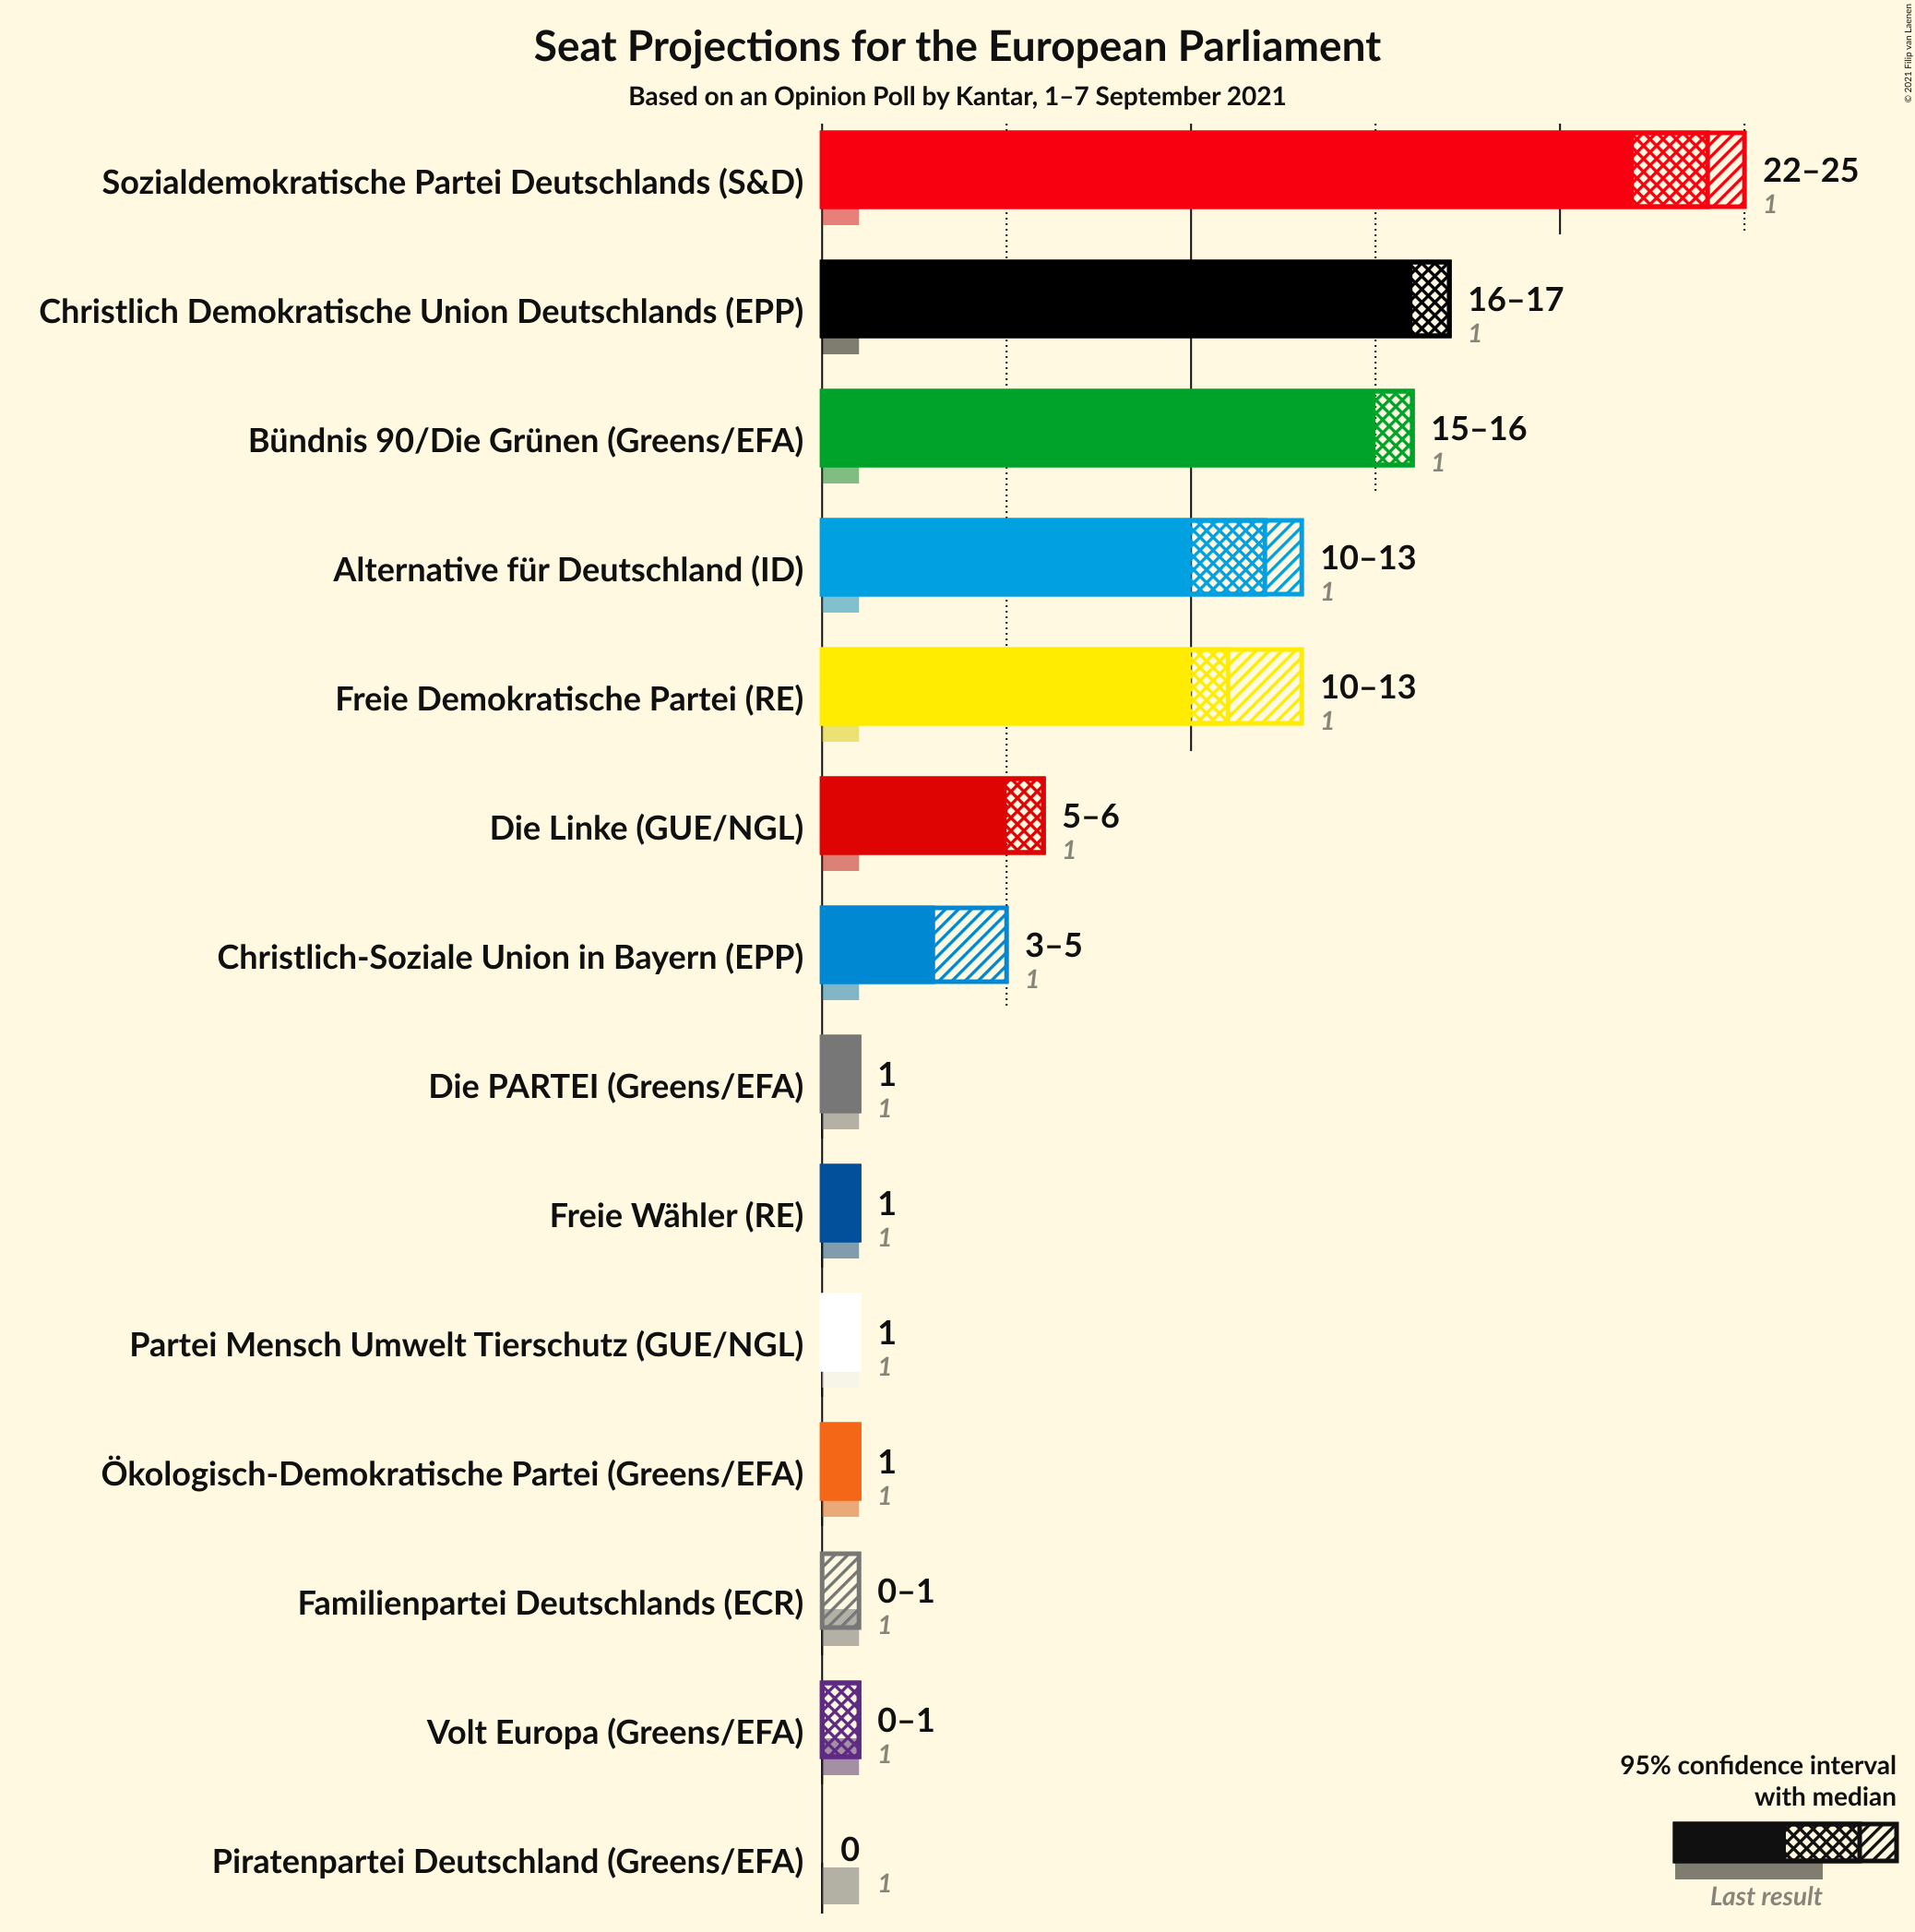 Seat Projections for the European Parliament
Based on an Opinion Poll by Kantar, 1–7 September 2021
© 2021 Filip van Laenen
Sozialdemokratische Partei Deutschlands (S&D)
22–25
1
Christlich Demokratische Union Deutschlands (EPP)
16–17
1
Bündnis 90/Die Grünen (Greens/EFA)
15–16
1
Alternative für Deutschland (ID)
10–13
1
Freie Demokratische Partei (RE)
10–13
1
Die Linke (GUE/NGL)
5–6
1
Christlich-Soziale Union in Bayern (EPP)
3–5
1
Die PARTEI (Greens/EFA)
1
1
Freie Wähler (RE)
1
1
Partei Mensch Umwelt Tierschutz (GUE/NGL)
1
1
Ökologisch-Demokratische Partei (Greens/EFA)
1
1
Familienpartei Deutschlands (ECR)
0–1
1
Volt Europa (Greens/EFA)
0–1
1
Piratenpartei Deutschland (Greens/EFA)
0
1
95% confidence interval
with median
Last result